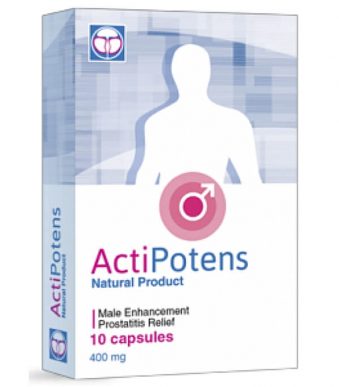 ActiPotens
Natural Product
Male Enhancement
Prostatitis Relief
10 capsules
400 mg
ActiPotens
Natural Product